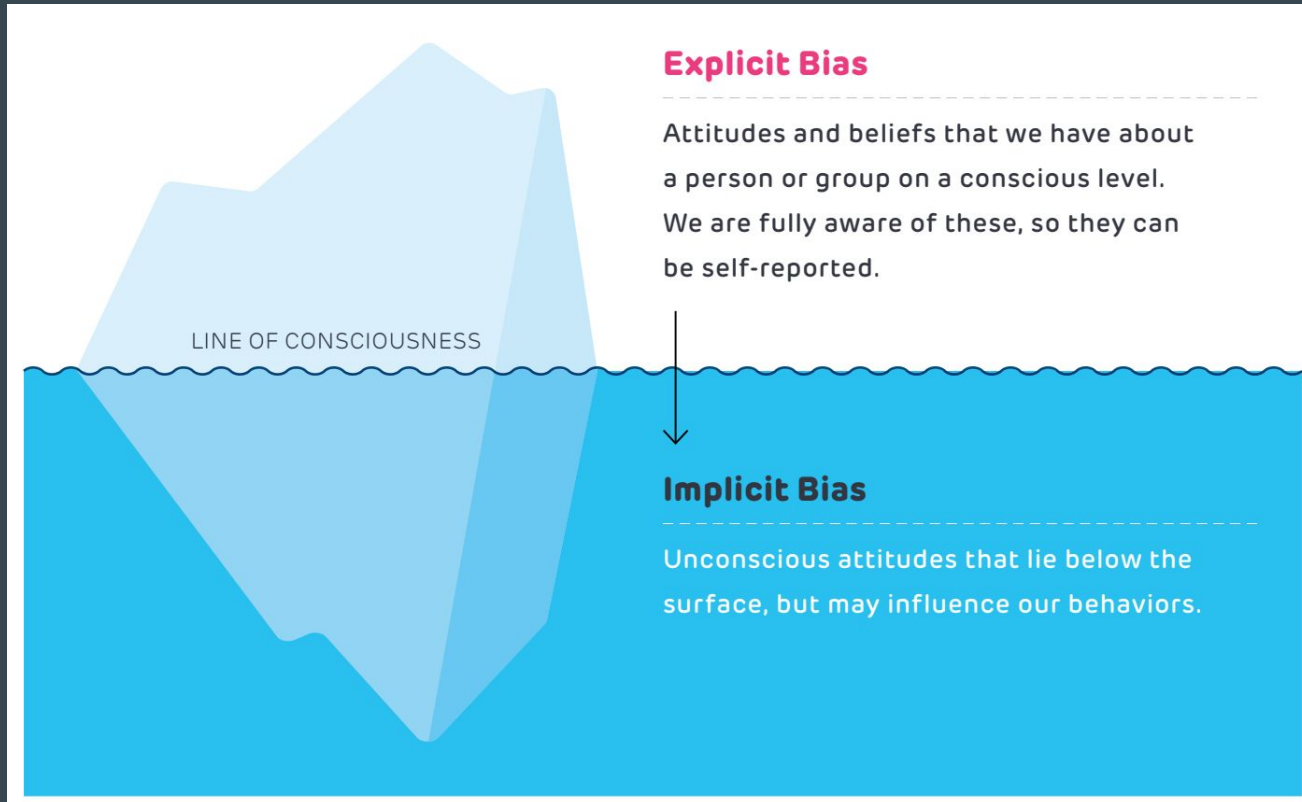 Explicit Bias
Attitudes and beliefs that we have about
a person or group on a conscious level.
We are fully aware of these, so they can
be self-reported.
LINE OF CONSCIOUSNESS
Implicit Bias
Unconscious attitudes that lie below the
surface, but may influence our behaviors.